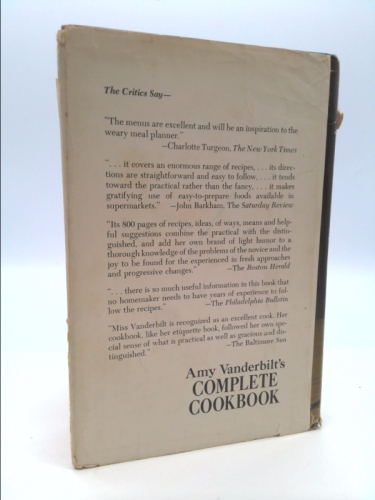 The Critics Say—
"The menus are excellent and will be an inspiration to the
weary meal planner."
—Charlotte Turgeon, The New York Times
". . . it covers an enormous range of recipes, . . . its direc-
tions are straightforward and easy to follow, . . . it tends
toward the practical rather than the fancy, . . . it makes
gratifying use of easy-to-prepare foods available in
supermarkets." —John Barkham, The Saturday Review
"Its 800 pages of recipes, ideas, of ways, means and help-
ful suggestions combine the practical with the distin-
guished, and add her own brand of light humor to a
thorough knowledge of the problems of the novice and the
joy to be found for the experienced in fresh approaches
and progressive changes." —The Boston Herald
". . . there is so much useful information in this book that
no homemaker needs to have years of experience to fol-
low the recipes." —The Philadelphia Bulletin
"Miss Vanderbilt is recognized as an excellent cook. Her
cookbook, like her etiquette book, followed her own spe-
cial sense of what is practical as well as gracious and dis-
tinguished." —The Baltimore Sun
Amy Vanderbilt's
COMPLETE
COOKBOOK